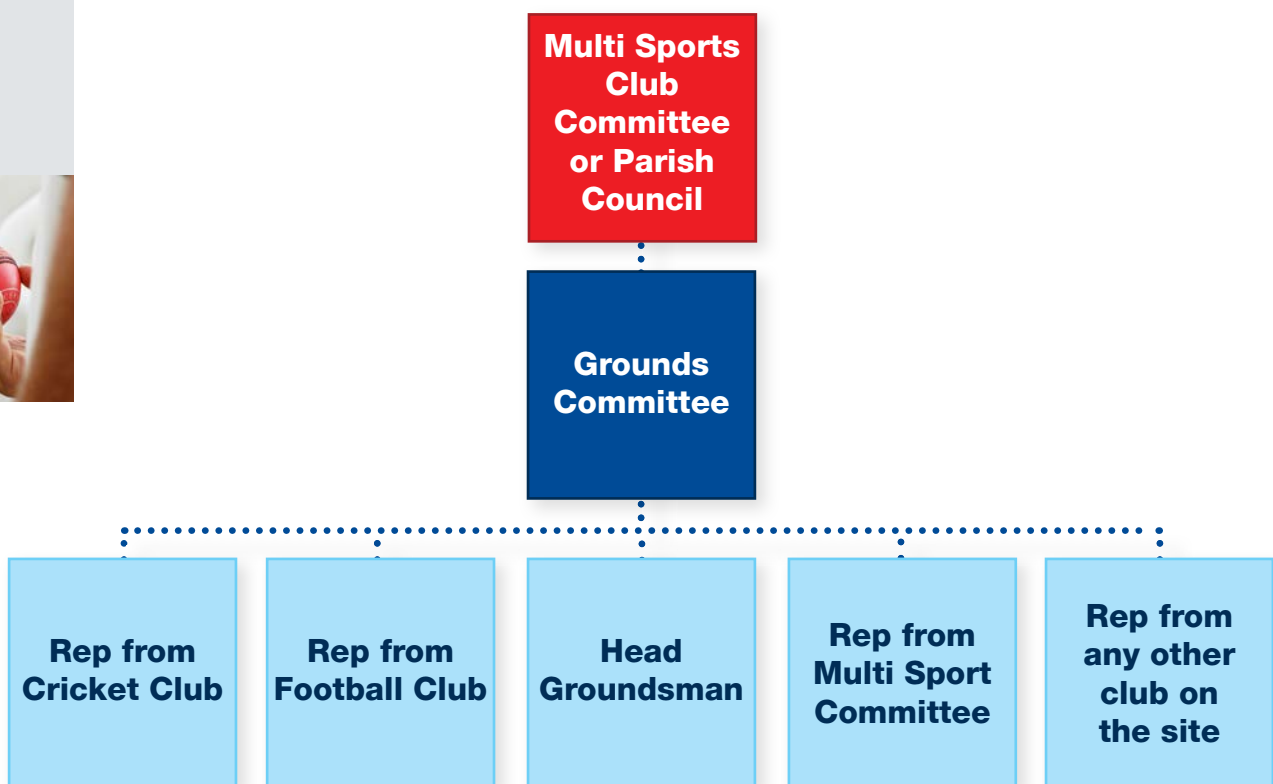 Multi Sports
Club
Committee
or Parish
Council
Grounds
Committee
Rep from
Cricket Club
Rep from
Football Club
Head
Groundsman
Rep from
Multi Sport
Committee
Rep from
any other
club on
the site